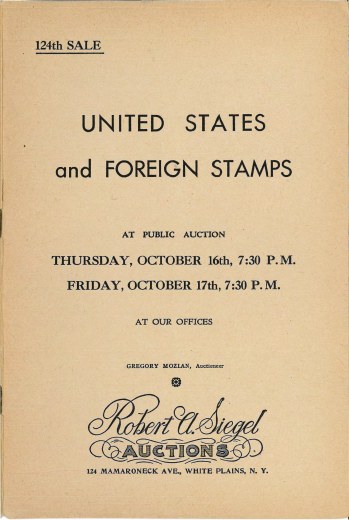 124th SALE
UNITED STATES
and FOREIGN STAMPS
AT PUBLIC AUCTION
THURSDAY, OCTOBER 16th, 7:30 P.M.
FRIDAY, OCTOBER 17th, 7:30 P.M.
AT OUR OFFICES
GREGORY MOZIAN, Auctioneer
Robert A. Siegel
AUCTIONS
124 MAMARONECK AVE., WHITE PLAINS, N. Y.